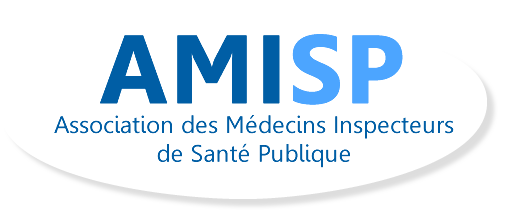 AMISP
Association des Médecins Inspecteurs
de Santé Publique